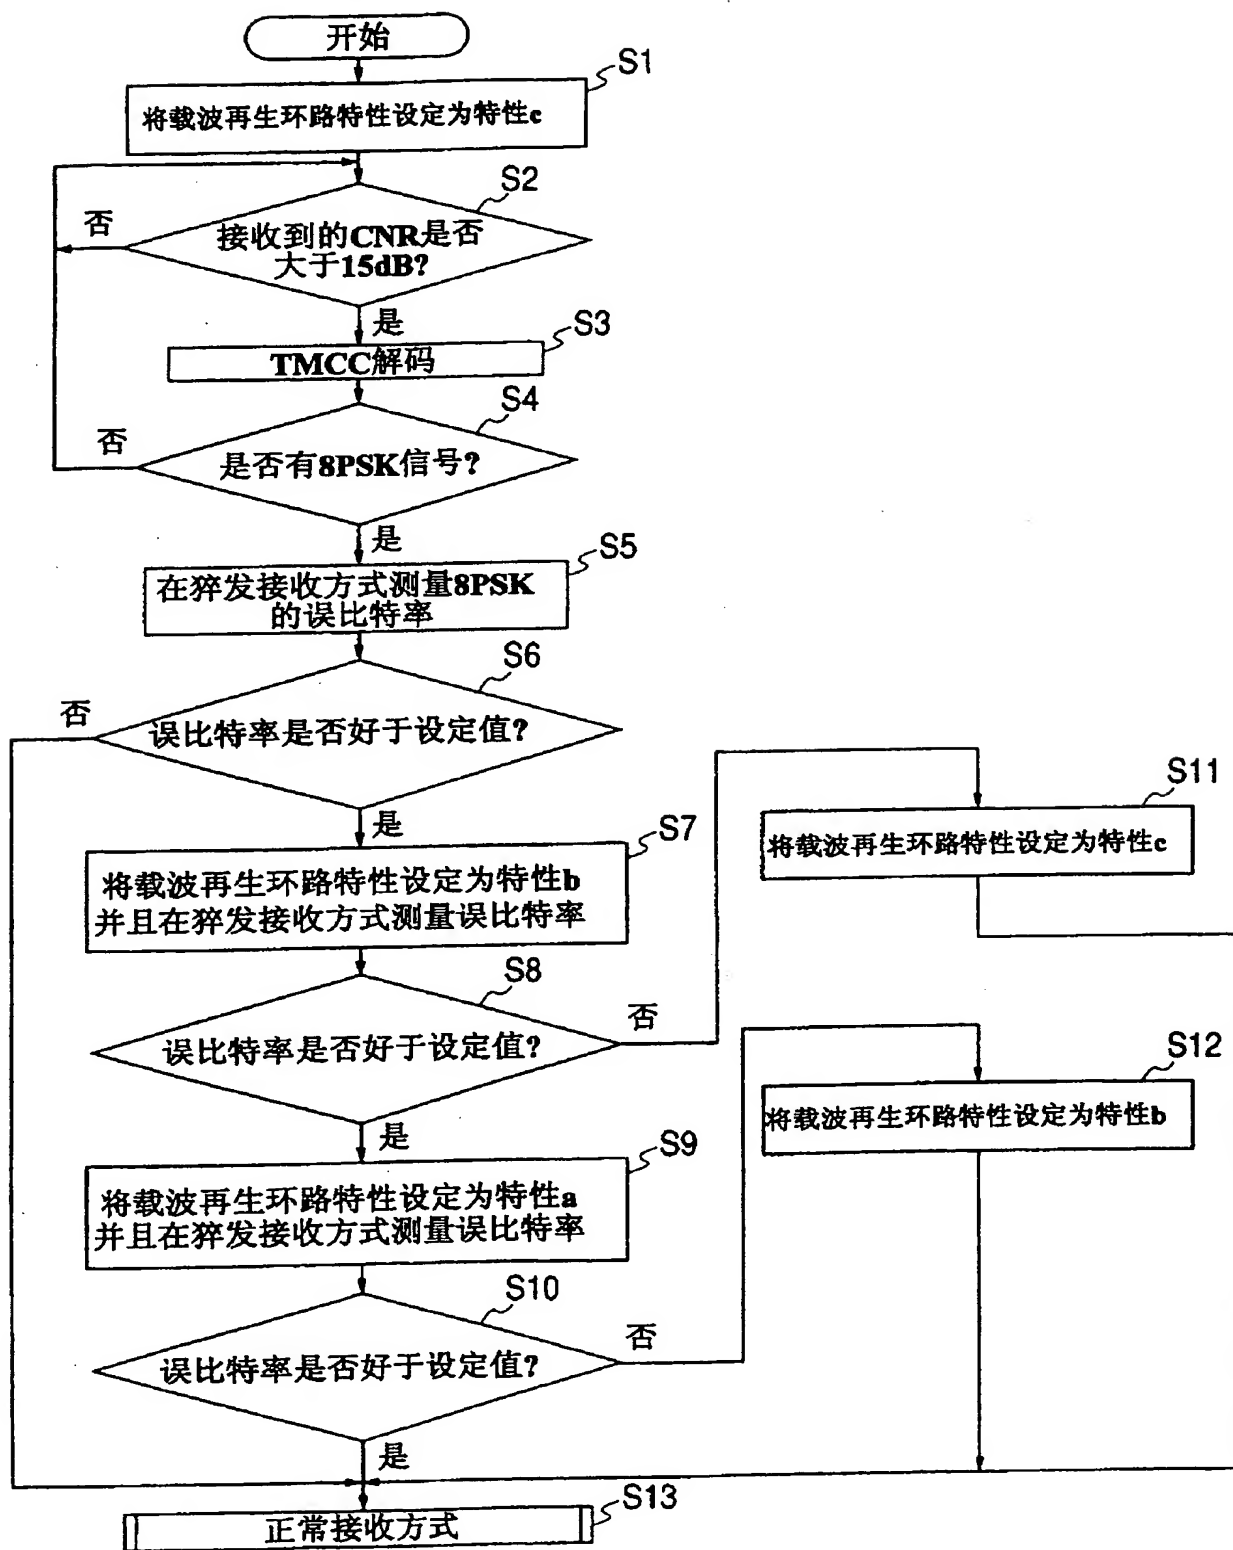 开始
S1
将载波再生环路特性设定为特性c
S2
否
接收到的CNR是否
大于15dB?
是
S3
TMCC解码
S4
否
是否有8PSK信号?
是
S5
在猝发接收方式测量8PSK
的误比特率
S6
否
误比特率是否好于设定值?
是
S7
将载波再生环路特性设定为特性b
并且在猝发接收方式测量误比特率
S11
将载波再生环路特性设定为特性c
S8
否
误比特率是否好于设定值?
是
S12
将载波再生环路特性设定为特性b
S9
将载波再生环路特性设定为特性a
并且在猝发接收方式测量误比特率
S10
否
误比特率是否好于设定值?
是
S13
正常接收方式